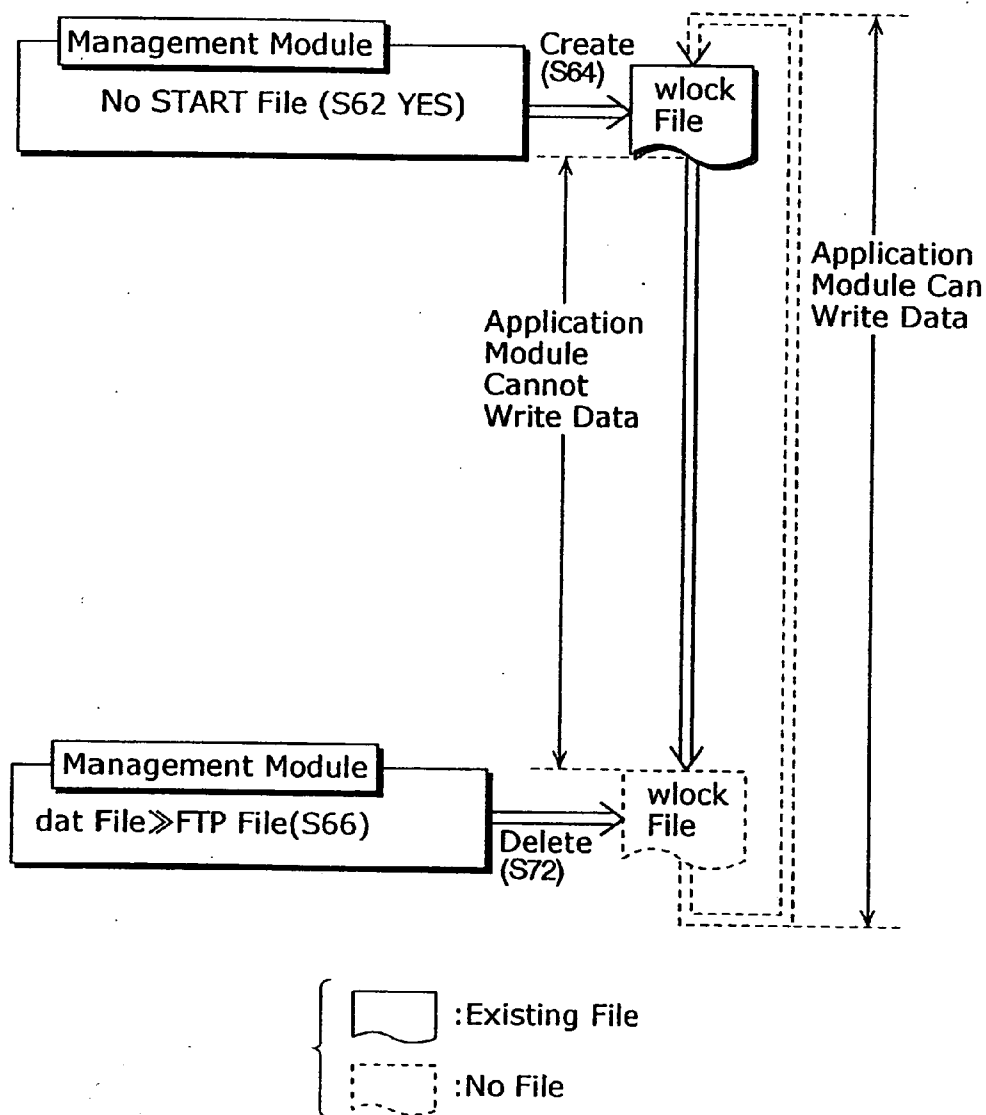 Management Module
No START File (S62 YES)
Create
(S64)
wlock
File
Application
Module Can
Write Data
Application
Module
Cannot
Write Data
Management Module
dat File≫FTP File(S66)
Delete
(S72)
wlock
File
:Existing File
:No File